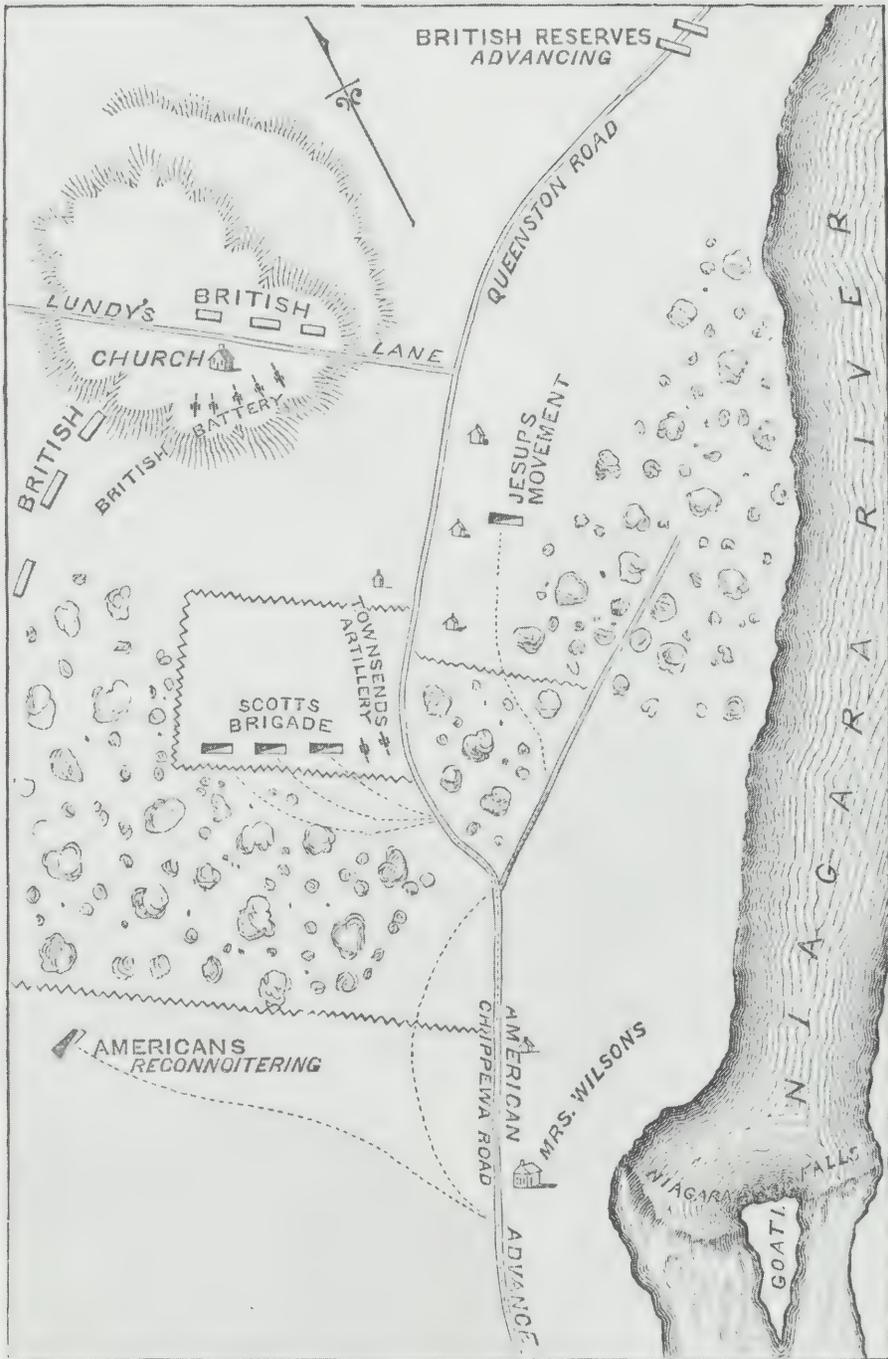 BRITISH RESERVES
ADVANCING
QUEENSTON ROAD
NIAGARA RIVER
LUNDY'S
LANE
BRITISH
CHURCH
BRITISH BATTERY
BRITISH
JESUPS
MOVEMENT
TOWNSENDS
ARTILLERY
SCOTTS
BRIGADE
AMERICANS
RECONNOITERING
AMERICAN ADVANCE.
CHIPPEWA ROAD
MRS. WILSONS
NIAGARA FALLS
GOAT I.